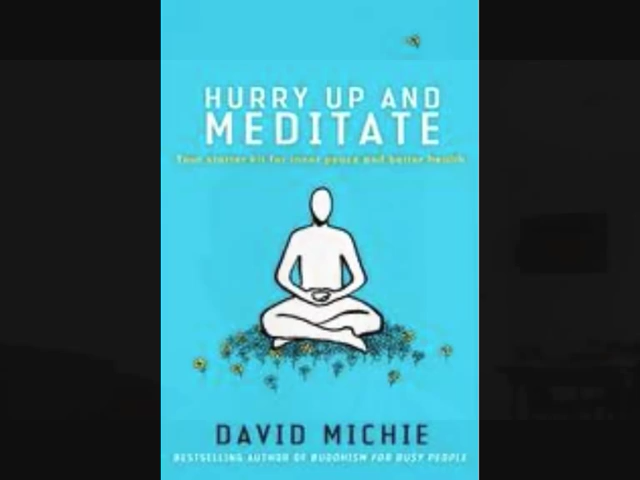 HURRY UP AND
MEDITATE
Your starter kit for inner peace and better health
DAVID MICHIE
BESTSELLING AUTHOR OF BUDDHISM FOR BUSY PEOPLE